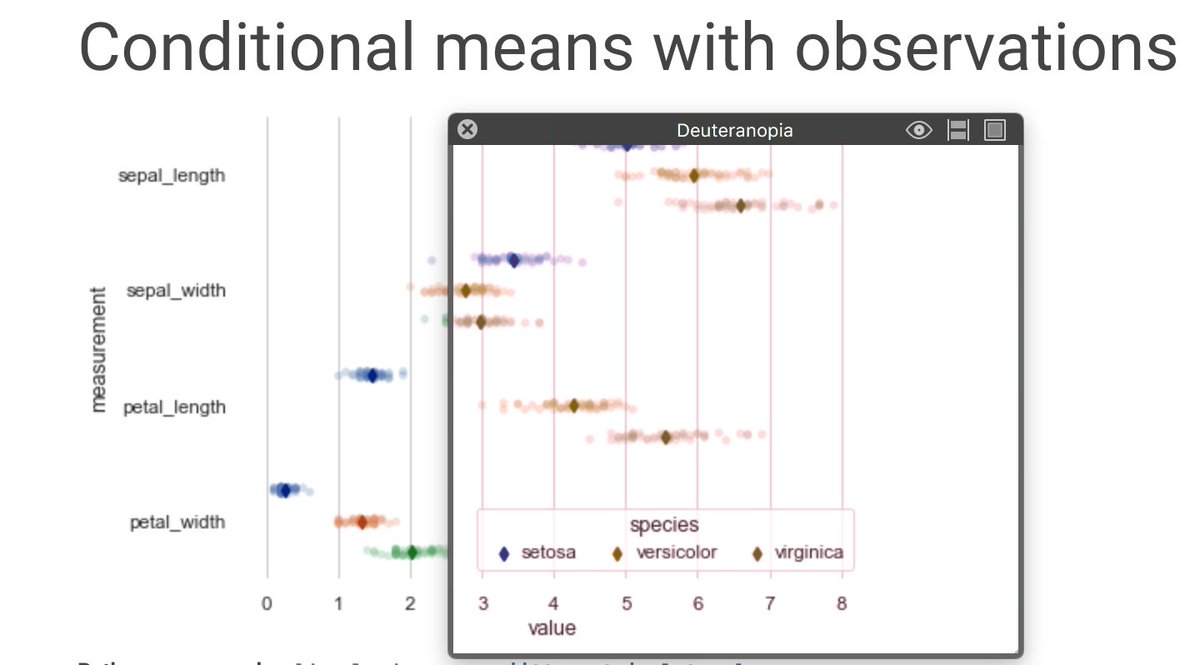 Conditional means with observations
Deuteranopia
sepal_length
sepal_width
measurement
petal_length
petal_width
species
setosa versicolor virginica
0 1 2 3 4 5 6 7 8
value